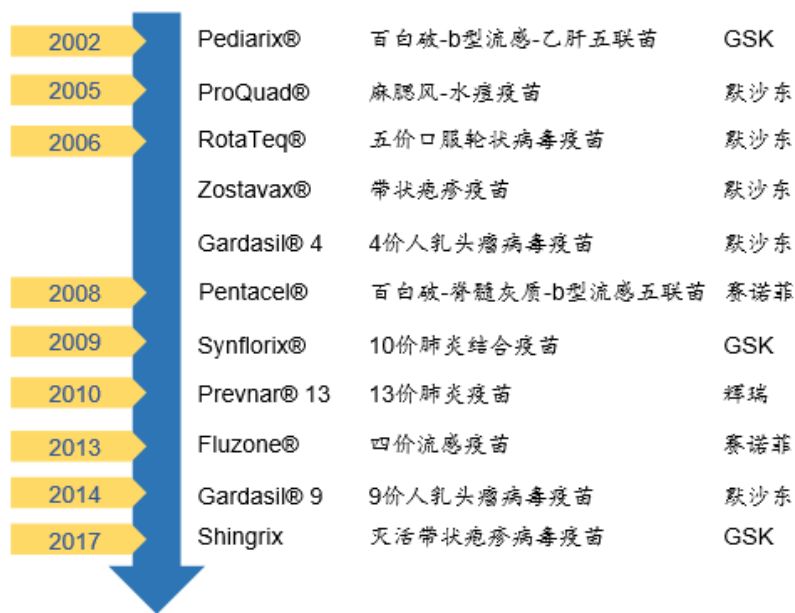 2002 Pediarix® 百白破-b型流感-乙肝五联苗 GSK
2005 ProQuad® 麻腮风-水痘疫苗 默沙东
2006 RotaTeq® 五价口服轮状病毒疫苗 默沙东
Zostavax® 带状疱疹疫苗 默沙东
Gardasil® 4 4价人乳头瘤病毒疫苗 默沙东
2008 Pentacel® 百白破-脊髓灰质-b型流感五联苗 赛诺菲
2009 Synflorix® 10价肺炎结合疫苗 GSK
2010 Prevnar® 13 13价肺炎疫苗 辉瑞
2013 Fluzone® 四价流感疫苗 赛诺菲
2014 Gardasil® 9 9价人乳头瘤病毒疫苗 默沙东
2017 Shingrix 灭活带状疱疹病毒疫苗 GSK